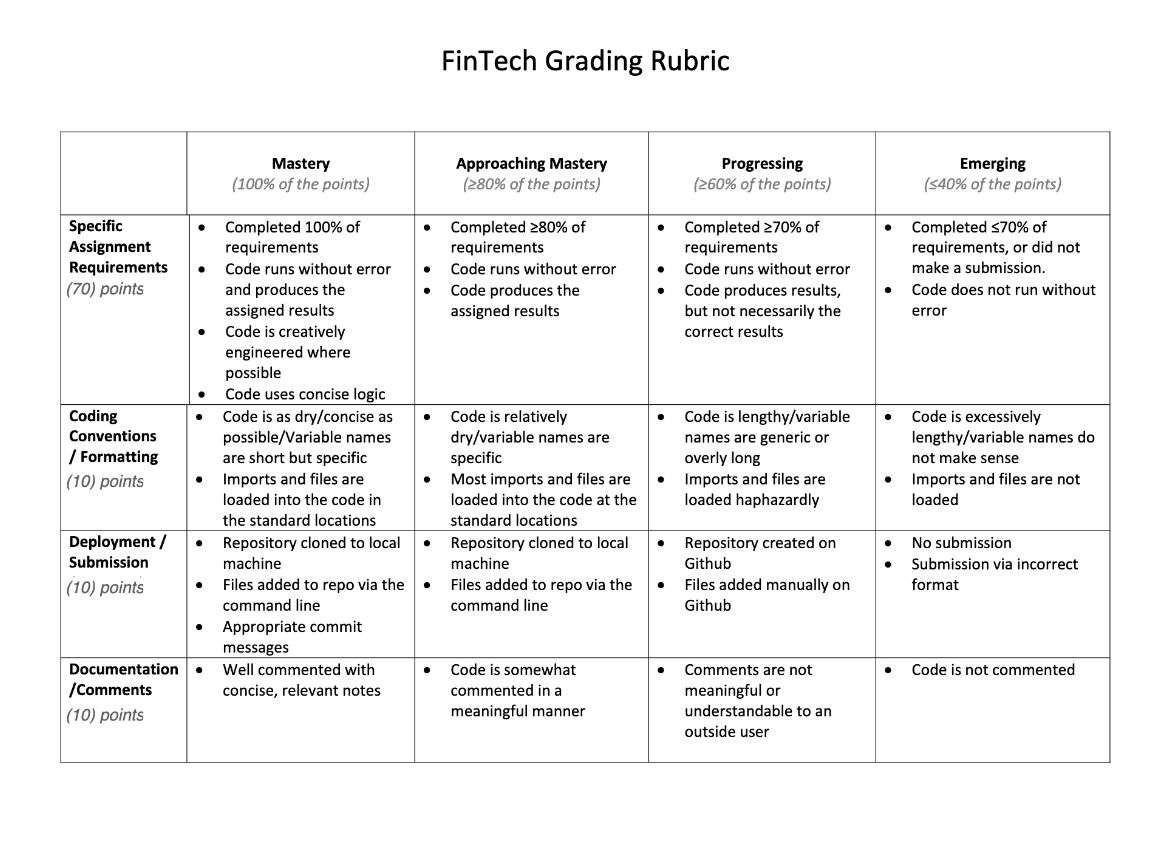 FinTech Grading Rubric
Mastery
(100% of the points)
Approaching Mastery
(≥80% of the points)
Progressing
(≥60% of the points)
Emerging
(≤40% of the points)
Specific
Assignment
Requirements
(70) points
• Completed 100% of
requirements
• Code runs without error
and produces the
assigned results
• Code is creatively
engineered where
possible
• Code uses concise logic
• Completed ≥80% of
requirements
• Code runs without error
• Code produces the
assigned results
• Completed ≥70% of
requirements
• Code runs without error
• Code produces results,
but not necessarily the
correct results
• Completed ≤70% of
requirements, or did not
make a submission.
• Code does not run without
error
Coding
Conventions
/ Formatting
(10) points
• Code is as dry/concise as
possible/Variable names
are short but specific
• Imports and files are
loaded into the code in
the standard locations
• Code is relatively
dry/variable names are
specific
• Most imports and files are
loaded into the code at the
standard locations
• Code is lengthy/variable
names are generic or
overly long
• Imports and files are
loaded haphazardly
• Code is excessively
lengthy/variable names do
not make sense
• Imports and files are not
loaded
Deployment /
Submission
(10) points
• Repository cloned to local
machine
• Files added to repo via the
command line
• Appropriate commit
messages
• Repository cloned to local
machine
• Files added to repo via the
command line
• Repository created on
Github
• Files added manually on
Github
• No submission
• Submission via incorrect
format
Documentation
/Comments
(10) points
• Well commented with
concise, relevant notes
• Code is somewhat
commented in a
meaningful manner
• Comments are not
meaningful or
understandable to an
outside user
• Code is not commented